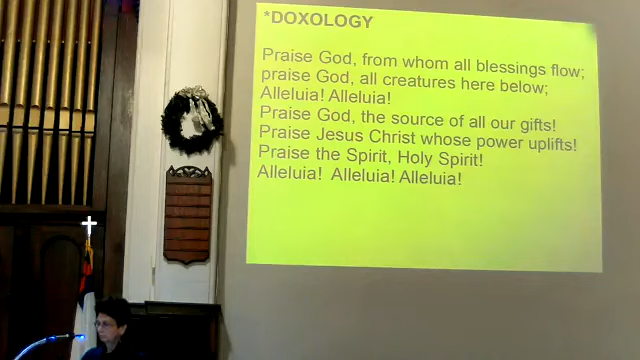 *DOXOLOGY
Praise God, from whom all blessings flow;
praise God, all creatures here below;
Alleluia! Alleluia!
Praise God, the source of all our gifts!
Praise Jesus Christ whose power uplifts!
Praise the Spirit, Holy Spirit!
Alleluia!  Alleluia! Alleluia!